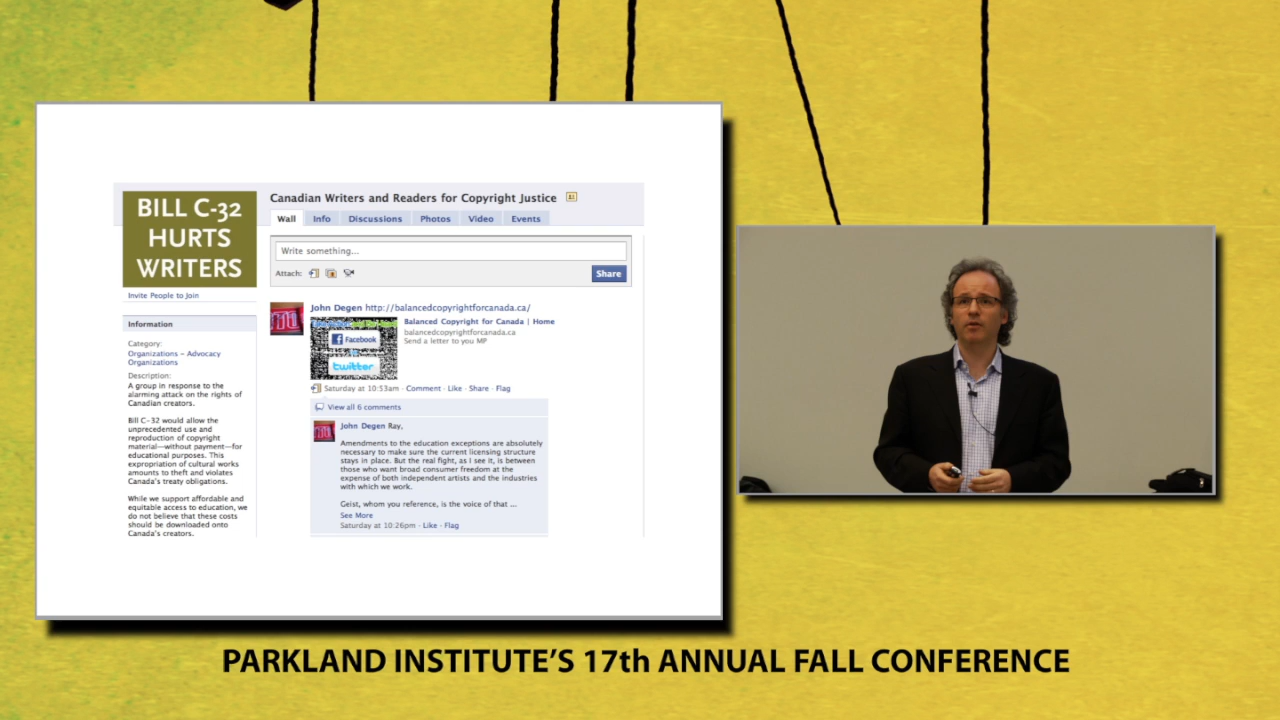 BILL C-32
HURTS
WRITERS
Invite People to Join
Information
Category:
Organizations – Advocacy
Organizations
Description:
A group in response to the
alarming attack on the rights of
Canadian creators.
Bill C-32 would allow the
unprecedented use and
reproduction of copyright
material—without payment—for
educational purposes. This
expropriation of cultural works
amounts to theft and violates
Canada's treaty obligations.
While we support affordable and
equitable access to education, we
do not believe that these costs
should be downloaded onto
Canada's creators.
Canadian Writers and Readers for Copyright Justice
Wall Info Discussions Photos Video Events
Write something...
Attach:
Share
John Degen http://balancedcopyrightforcanada.ca/
Facebook
twitter
Balanced Copyright for Canada | Home
balancedcopyrightforcanada.ca
Send a letter to you MP
Saturday at 10:53am · Comment · Like · Share · Flag
View all 6 comments
John Degen Ray,
Amendments to the education exceptions are absolutely
necessary to make sure the current licensing structure
stays in place. But the real fight, as I see it, is between
those who want broad consumer freedom at the
expense of both independent artists and the industries
with which we work.
Geist, whom you reference, is the voice of that ...
See More
Saturday at 10:26pm · Like · Flag
PARKLAND INSTITUTE'S 17th ANNUAL FALL CONFERENCE